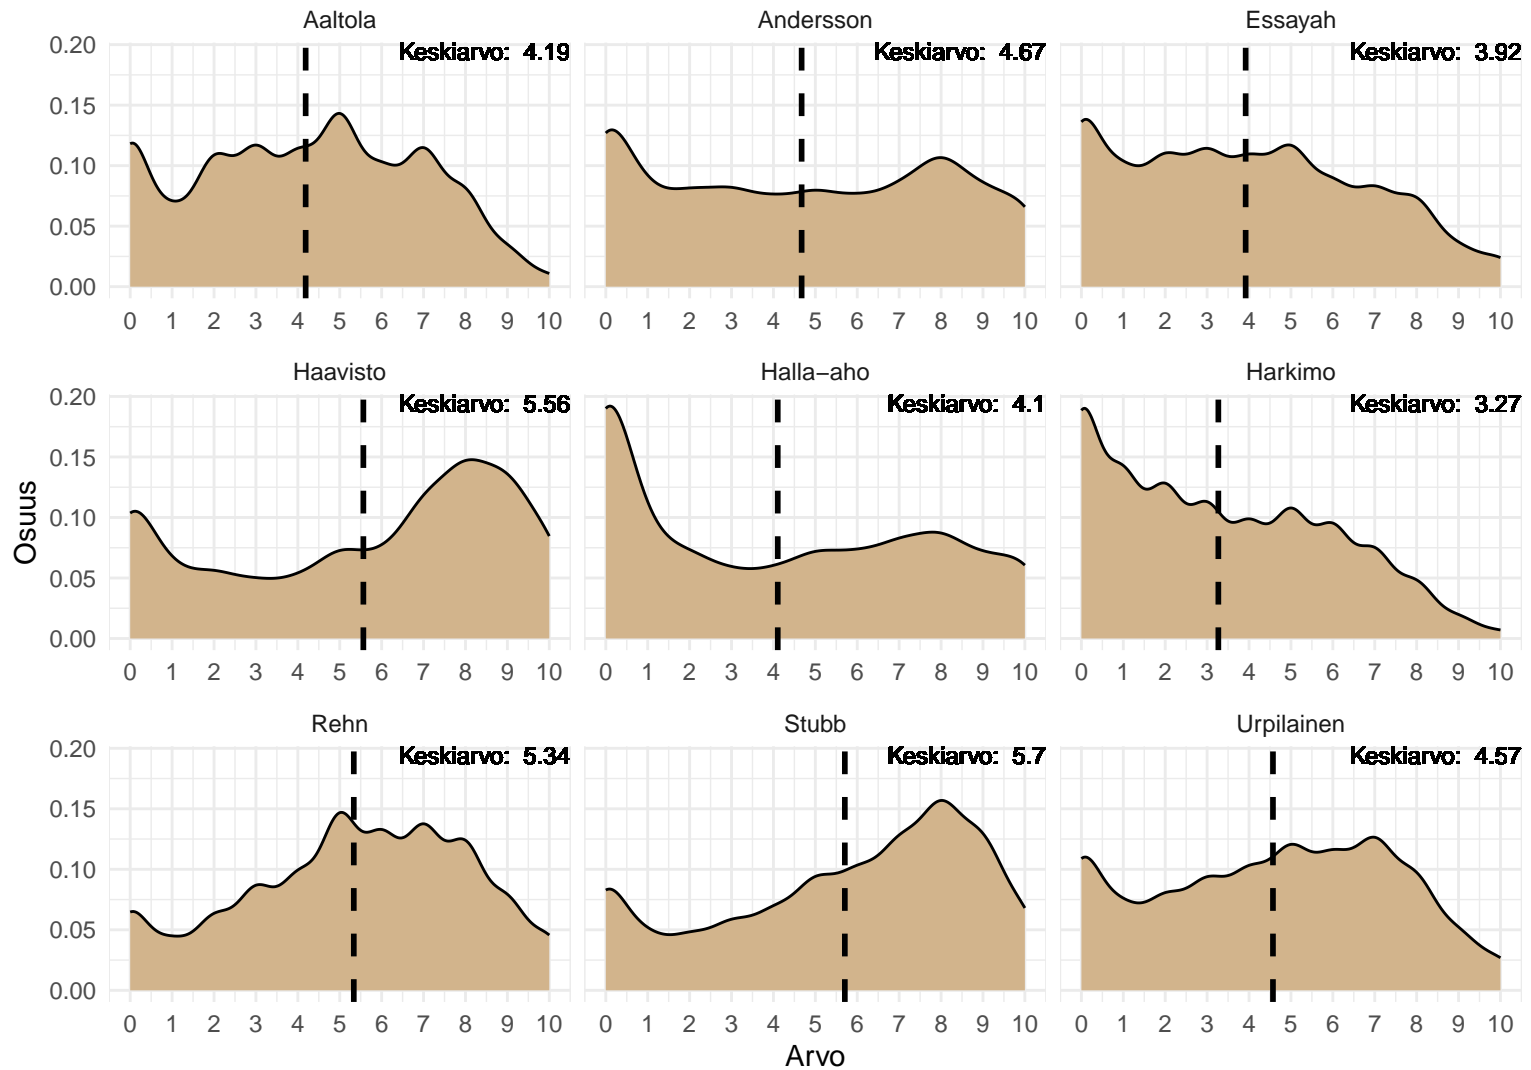 Aaltola Andersson Essayah
Keskiarvo: 4.19 Keskiarvo: 4.67 Keskiarvo: 3.92
0.20
0.15
0.10
0.05
0.00
0 1 2 3 4 5 6 7 8 9 10 0 1 2 3 4 5 6 7 8 9 10 0 1 2 3 4 5 6 7 8 9 10
Haavisto Halla−aho Harkimo
Keskiarvo: 5.56 Keskiarvo: 4.1 Keskiarvo: 3.27
0.20
0.15
0.10
0.05
0.00
Osuus
0 1 2 3 4 5 6 7 8 9 10 0 1 2 3 4 5 6 7 8 9 10 0 1 2 3 4 5 6 7 8 9 10
Rehn Stubb Urpilainen
Keskiarvo: 5.34 Keskiarvo: 5.7 Keskiarvo: 4.57
0.20
0.15
0.10
0.05
0.00
0 1 2 3 4 5 6 7 8 9 10 0 1 2 3 4 5 6 7 8 9 10 0 1 2 3 4 5 6 7 8 9 10
Arvo